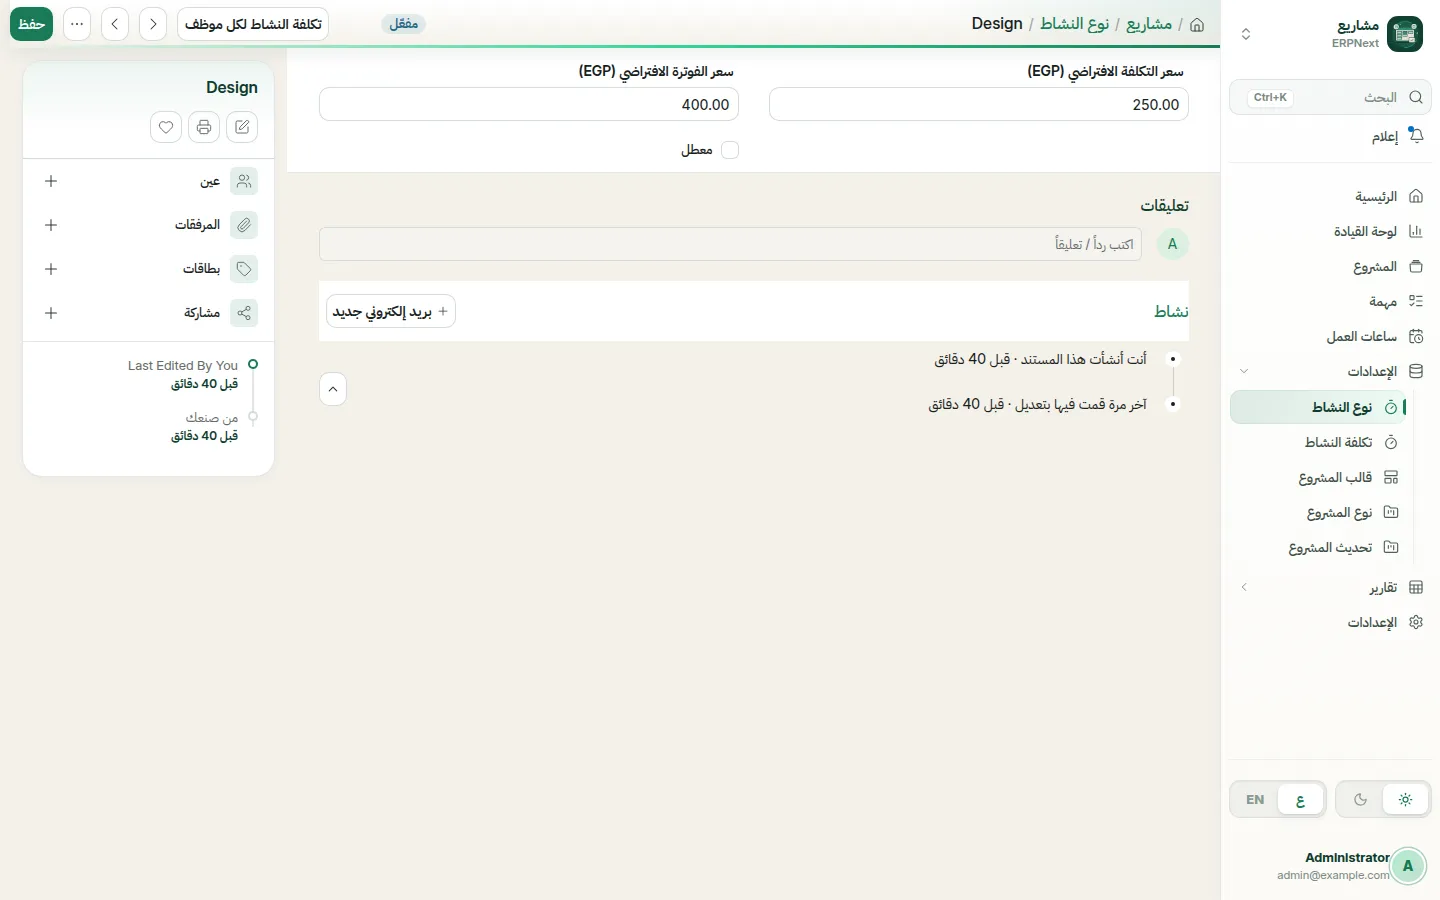 مشاريع
ERPNext
البحث
Ctrl+K
إعلام
الرئيسية
لوحة القيادة
المشروع
مهمة
ساعات العمل
الإعدادات
نوع النشاط
تكلفة النشاط
قالب المشروع
نوع المشروع
تحديث المشروع
تقارير
الإعدادات
ع
EN
Administrator
admin@example.com
A
مشاريع / نوع النشاط / Design
مفعّل
تكلفة النشاط لكل موظف
حفظ
سعر التكلفة الافتراضي (EGP)
250.00
سعر الفوترة الافتراضي (EGP)
400.00
معطل
تعليقات
A
اكتب رداً / تعليقاً
نشاط
+ بريد إلكتروني جديد
أنت أنشأت هذا المستند · قبل 40 دقائق
آخر مرة قمت فيها بتعديل · قبل 40 دقائق
Design
عين
المرفقات
بطاقات
مشاركة
Last Edited By You
قبل 40 دقائق
من صنعك
قبل 40 دقائق